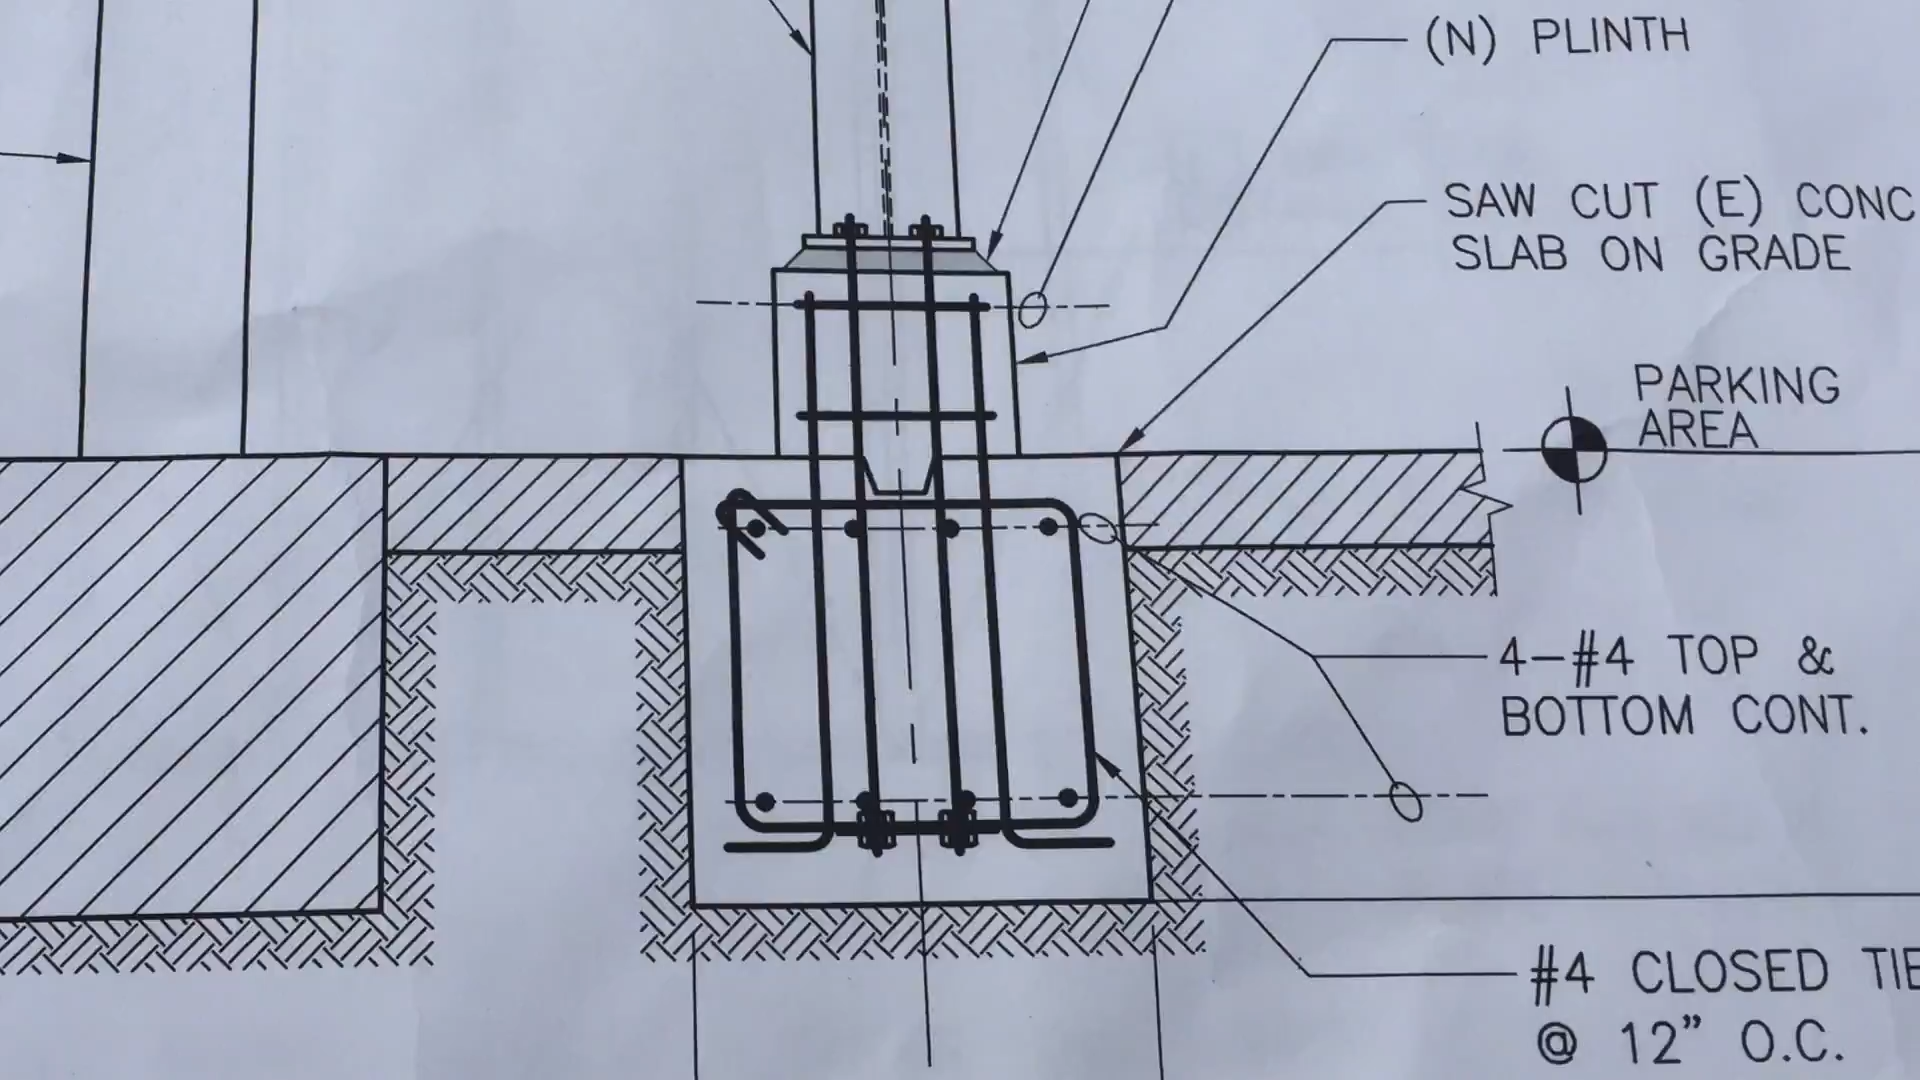 (N) PLINTH
SAW CUT (E) CONC
SLAB ON GRADE
PARKING
AREA
4-#4 TOP &
BOTTOM CONT.
#4 CLOSED TIE
@ 12" O.C.